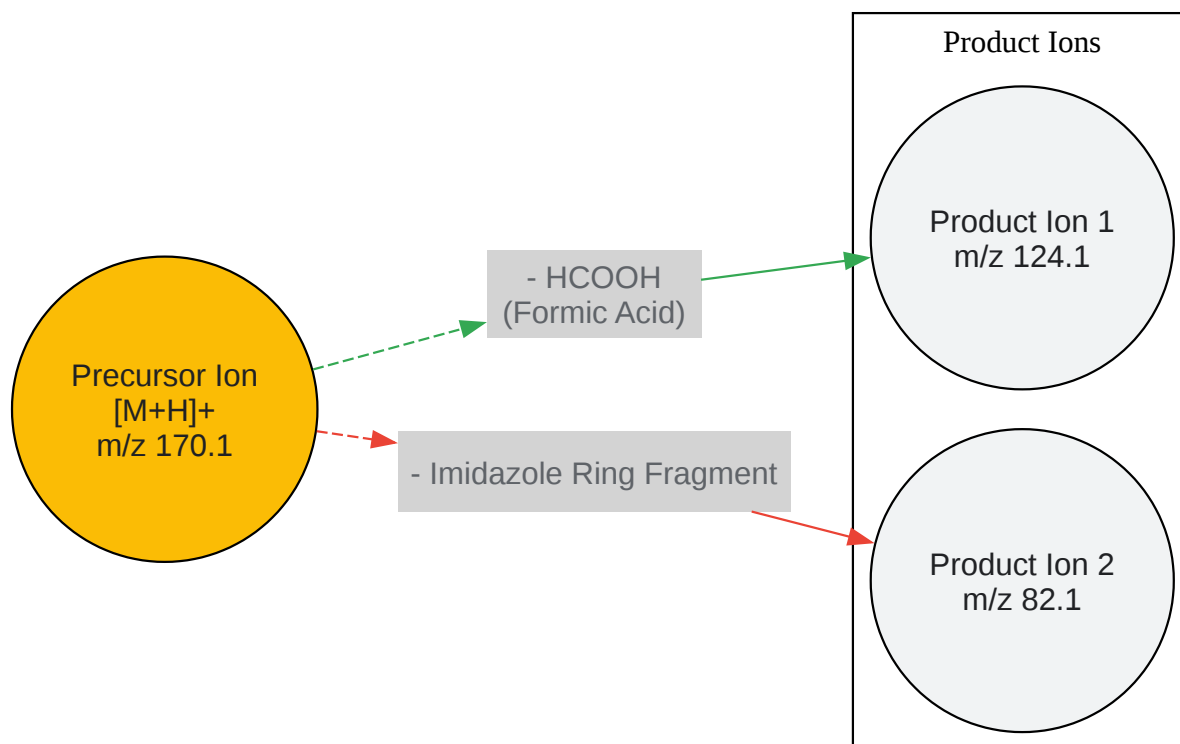 Product Ions
Product Ion 1
m/z 124.1
- HCOOH
(Formic Acid)
Precursor Ion
[M+H]+
m/z 170.1
- Imidazole Ring Fragment
Product Ion 2
m/z 82.1